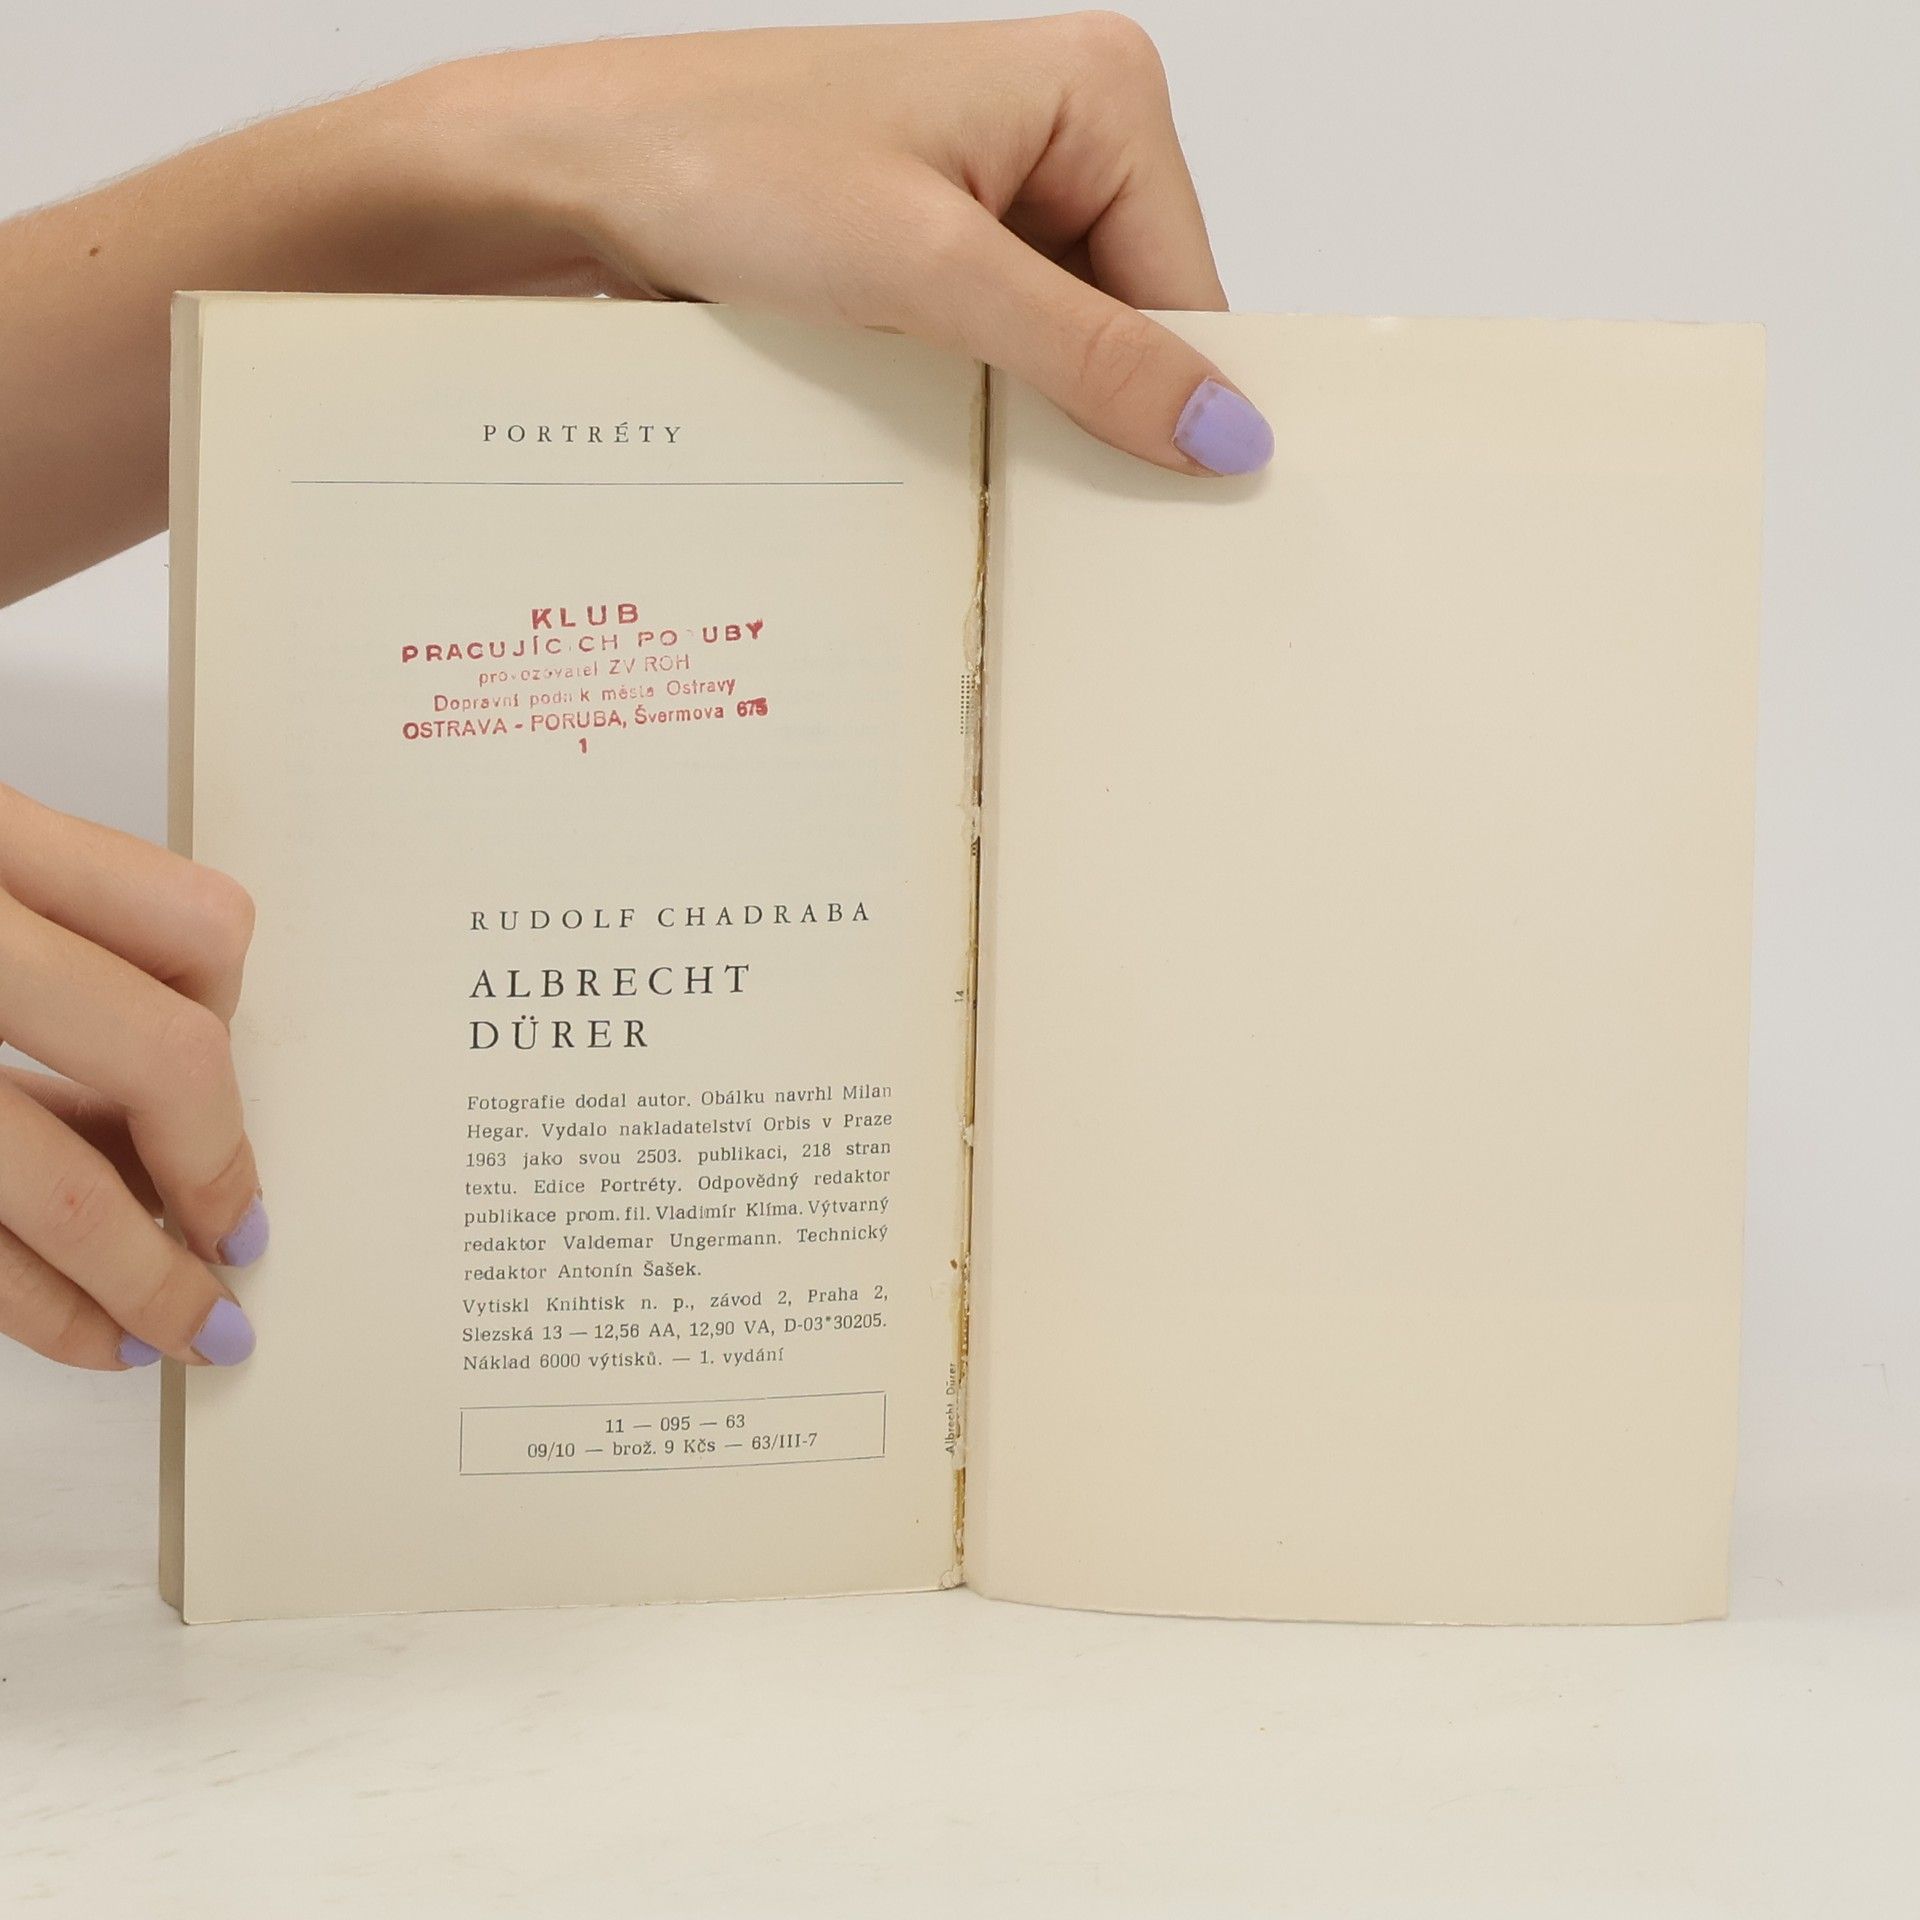 PORTRÉTY
KLUB
PRACUJÍCICH PO UBY
provozovatel ZV ROH
Dopravní podnik města Ostravy
OSTRAVA - PORUBA, Švermova
1
RUDOLF CHADRABA
ALBRECHT
DÜRER
Fotografie dodal autor. Obálku navrhl Milan
Hegar. Vydalo nakladatelství Orbis v Praze
1963 jako svou 2503. publikaci, 218 stran
textu. Edice Portréty. Odpovědný redaktor
publikace prom. fil. Vladimír Klíma. Výtvarný
redaktor Valdemar Ungermann. Technický
redaktor Antonín Šašek.
Vytiskl Knihtisk n. p., závod 2, Praha 2,
Slezská 13 — 12,56 AA, 12,90 VA, D-03*30205.
Náklad 6000 výtisků. — 1. vydání
11 — 095 — 63
09/10 — brož. 9 Kčs — 63/III-7
14
Albrecht Dürer